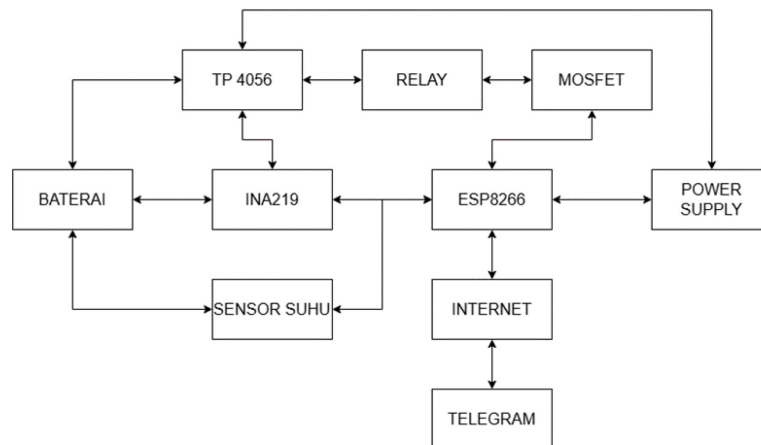 TP 4056
RELAY
MOSFET
BATERAI
INA219
ESP8266
POWER
SUPPLY
SENSOR SUHU
INTERNET
TELEGRAM